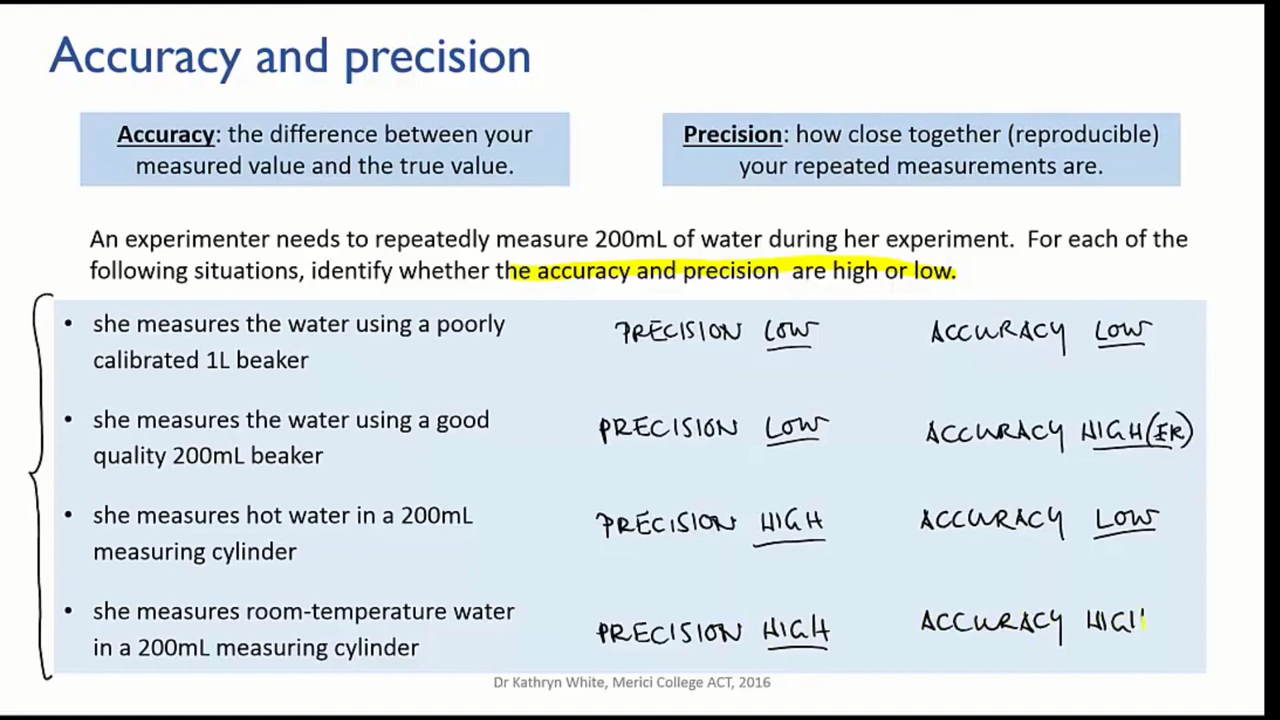 Accuracy and precision
Accuracy: the difference between your
measured value and the true value.
Precision: how close together (reproducible)
your repeated measurements are.
An experimenter needs to repeatedly measure 200mL of water during her experiment. For each of the
following situations, identify whether the accuracy and precision are high or low.
• she measures the water using a poorly
calibrated 1L beaker
PRECISION LOW
ACCURACY LOW
• she measures the water using a good
quality 200mL beaker
PRECISION LOW
ACCURACY HIGH(ER)
• she measures hot water in a 200mL
measuring cylinder
PRECISION HIGH
ACCURACY LOW
• she measures room-temperature water
in a 200mL measuring cylinder
PRECISION HIGH
ACCURACY
Dr Kathryn White, Merici College ACT, 2016